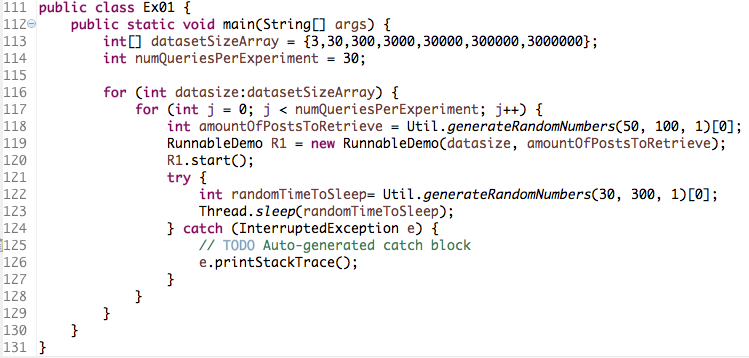 111 public class Ex01 {
112 public static void main(String[] args) {
113 int[] datasetSizeArray = {3,30,300,3000,30000,300000,3000000};
114 int numQueriesPerExperiment = 30;
115
116 for (int datasize:datasetSizeArray) {
117 for (int j = 0; j < numQueriesPerExperiment; j++) {
118 int amountOfPostsToRetrieve = Util.generateRandomNumbers(50, 100, 1)[0];
119 RunnableDemo R1 = new RunnableDemo(datasize, amountOfPostsToRetrieve);
120 R1.start();
121 try {
122 int randomTimeToSleep= Util.generateRandomNumbers(30, 300, 1)[0];
123 Thread.sleep(randomTimeToSleep);
124 } catch (InterruptedException e) {
125 // TODO Auto-generated catch block
126 e.printStackTrace();
127 }
128 }
129 }
130 }
131 }